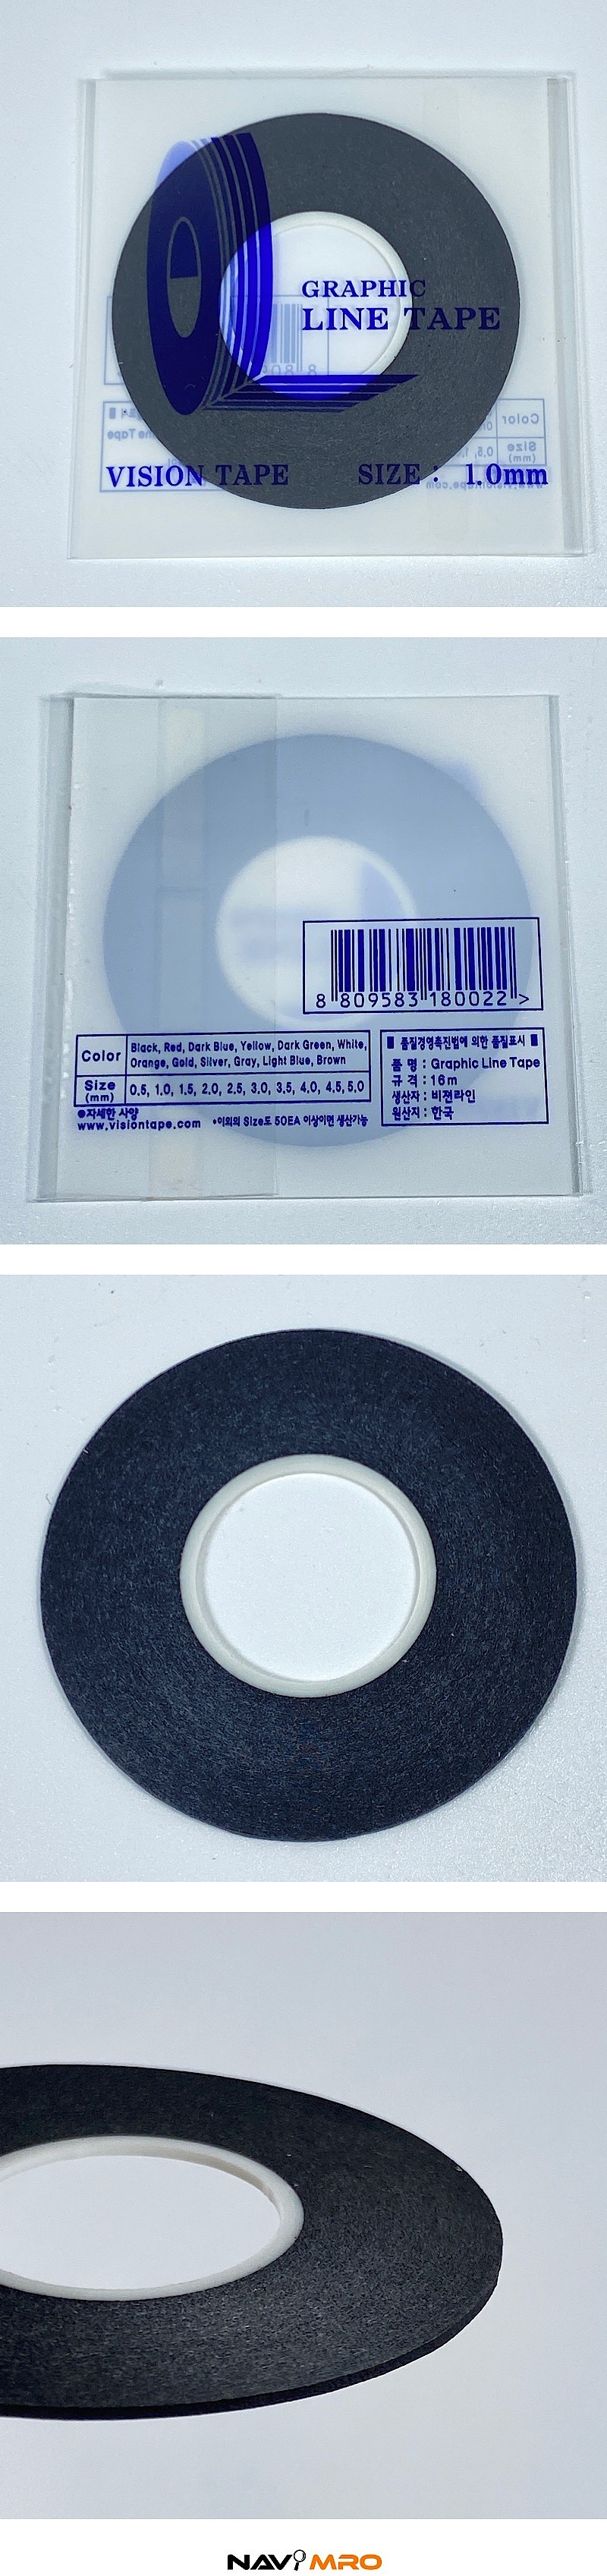 GRAPHIC
LINE TAPE
VISION TAPE
SIZE : 1.0mm
8 809583 180022 >
Color
Black, Red, Dark Blue, Yellow, Dark Green, White,
Orange, Gold, Silver, Gray, Light Blue, Brown
Size
(mm)
0.5, 1.0, 1.5, 2.0, 2.5, 3.0, 3.5, 4.0, 4.5, 5.0
●자세한 사양
www.visiontape.com
•이외의 Size도 50EA 이상이면 생산가능
품질경영촉진법에 의한 품질표시
품 명 : Graphic Line Tape
규 격 : 16m
생산자 : 비젼라인
원산지 : 한국
NAVIMRO